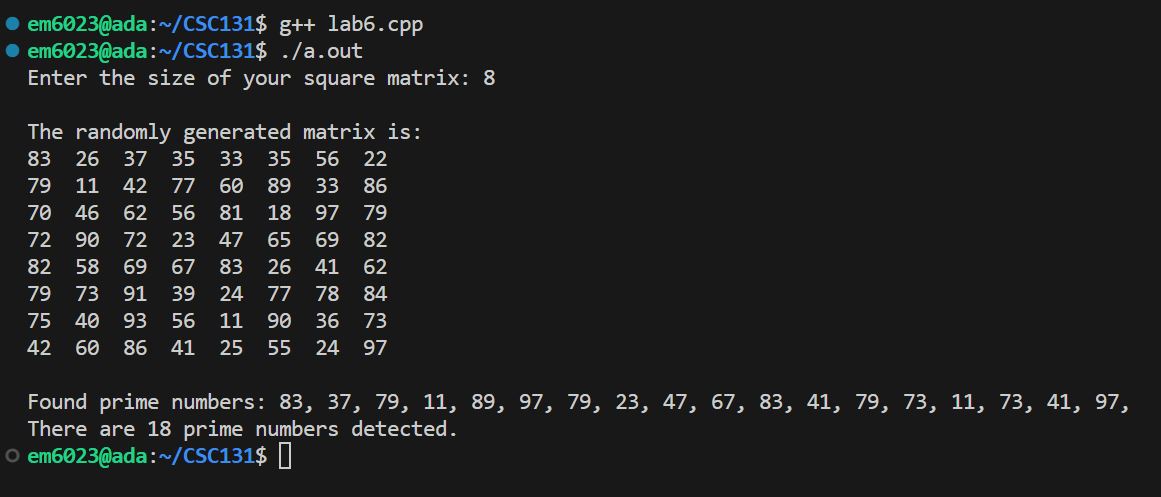 em6023@ada:~/CSC131$ g++ lab6.cpp
em6023@ada:~/CSC131$ ./a.out
Enter the size of your square matrix: 8
The randomly generated matrix is:
83  26  37  35  33  35  56  22
79  11  42  77  60  89  33  86
70  46  62  56  81  18  97  79
72  90  72  23  47  65  69  82
82  58  69  67  83  26  41  62
79  73  91  39  24  77  78  84
75  40  93  56  11  90  36  73
42  60  86  41  25  55  24  97
Found prime numbers: 83, 37, 79, 11, 89, 97, 79, 23, 47, 67, 83, 41, 79, 73, 11, 73, 41, 97,
There are 18 prime numbers detected.
em6023@ada:~/CSC131$